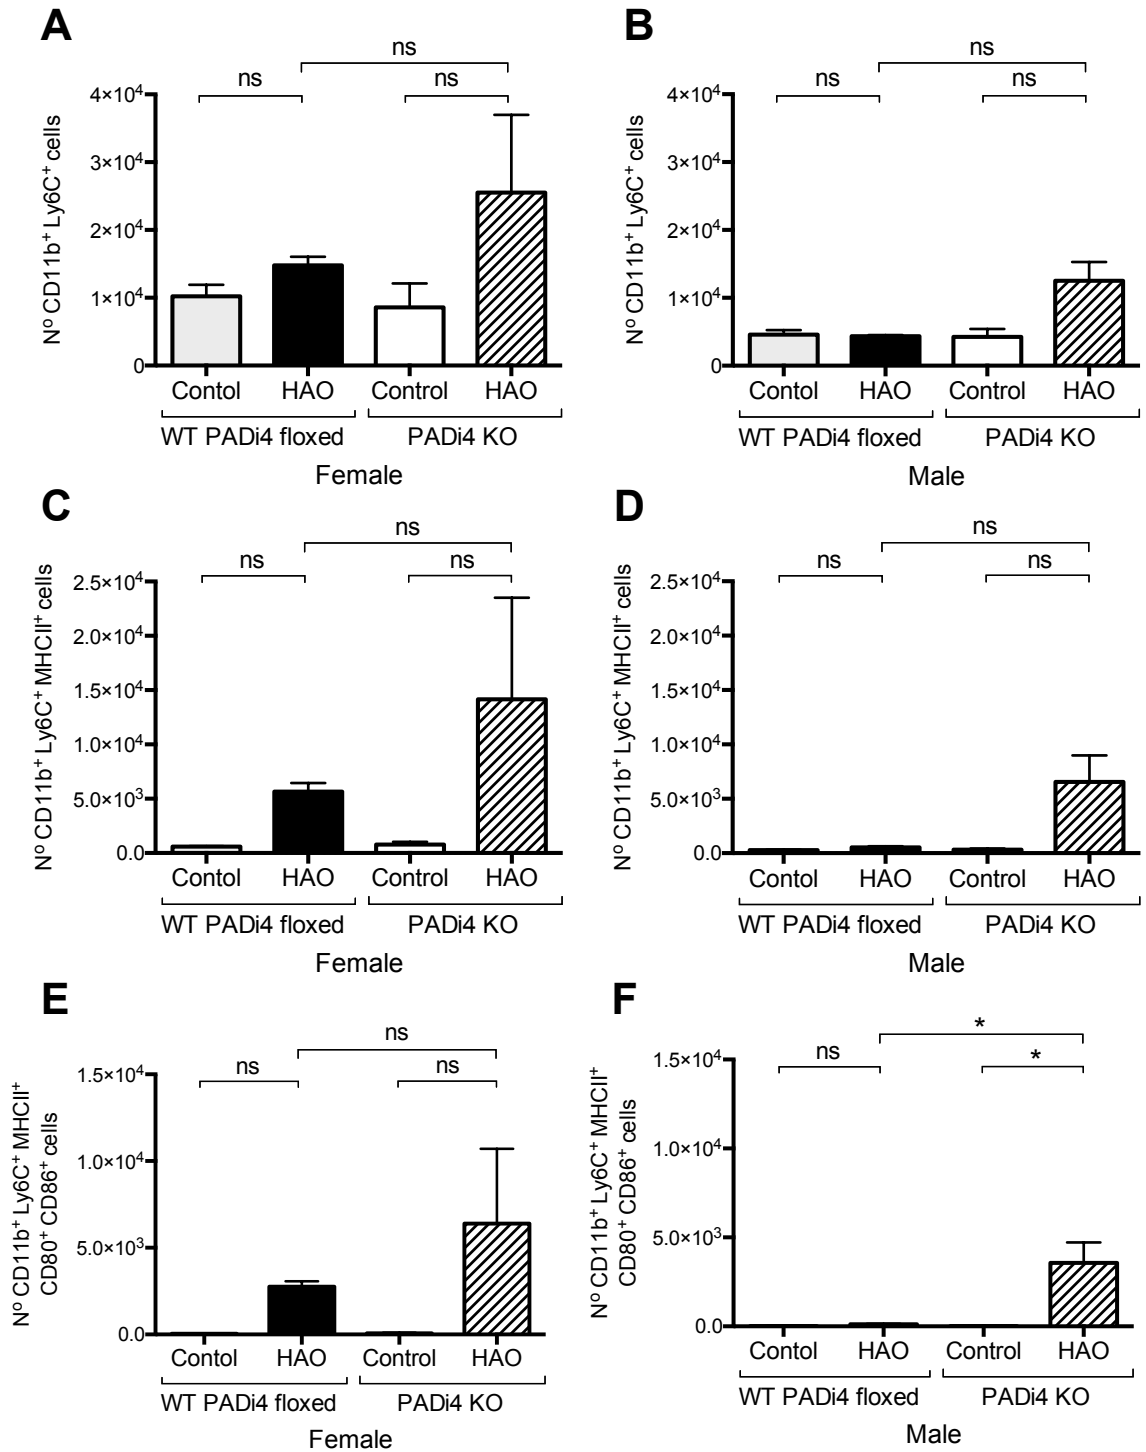 A
ns
ns
ns
4×10⁴
3×10⁴
2×10⁴
1×10⁴
0
Nº CD11b⁺ Ly6C⁺ cells
Contol HAO Control HAO
WT PADi4 floxed PADi4 KO
Female
B
ns
ns
ns
4×10⁴
3×10⁴
2×10⁴
1×10⁴
0
Nº CD11b⁺ Ly6C⁺ cells
Contol HAO Control HAO
WT PADi4 floxed PADi4 KO
Male
C
ns
ns
ns
2.5×10⁴
2.0×10⁴
1.5×10⁴
1.0×10⁴
5.0×10³
0.0
Nº CD11b⁺ Ly6C⁺ MHCII⁺ cells
Contol HAO Control HAO
WT PADi4 floxed PADi4 KO
Female
D
ns
ns
ns
2.5×10⁴
2.0×10⁴
1.5×10⁴
1.0×10⁴
5.0×10³
0.0
Nº CD11b⁺ Ly6C⁺ MHCII⁺ cells
Contol HAO Control HAO
WT PADi4 floxed PADi4 KO
Male
E
ns
ns
ns
1.5×10⁴
1.0×10⁴
5.0×10³
0.0
Nº CD11b⁺ Ly6C⁺ MHCII⁺
CD80⁺ CD86⁺ cells
Contol HAO Control HAO
WT PADi4 floxed PADi4 KO
Female
F
*
ns
*
1.5×10⁴
1.0×10⁴
5.0×10³
0.0
Nº CD11b⁺ Ly6C⁺ MHCII⁺
CD80⁺ CD86⁺ cells
Contol HAO Control HAO
WT PADi4 floxed PADi4 KO
Male